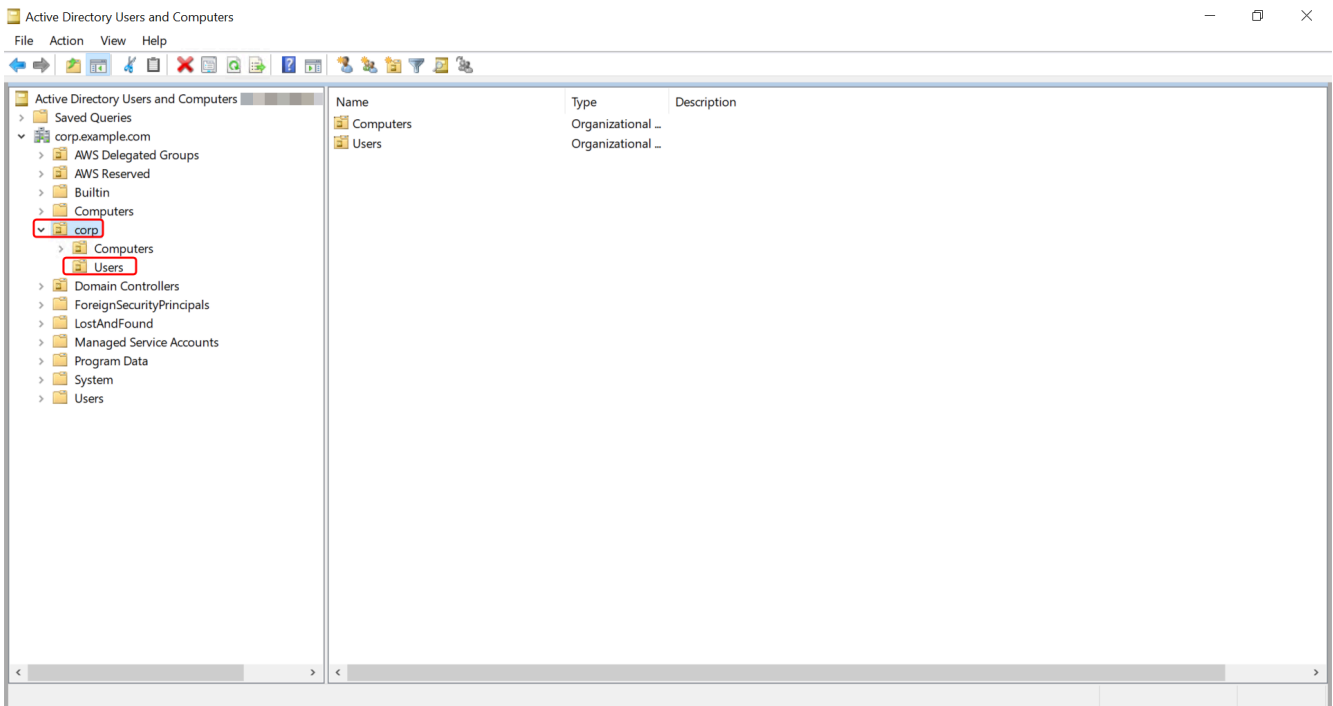 Active Directory Users and Computers
File Action View Help
Active Directory Users and Computers
Saved Queries
corp.example.com
AWS Delegated Groups
AWS Reserved
Builtin
Computers
corp
Computers
Users
Domain Controllers
ForeignSecurityPrincipals
LostAndFound
Managed Service Accounts
Program Data
System
Users
Name Type Description
Computers Organizational ...
Users Organizational ...